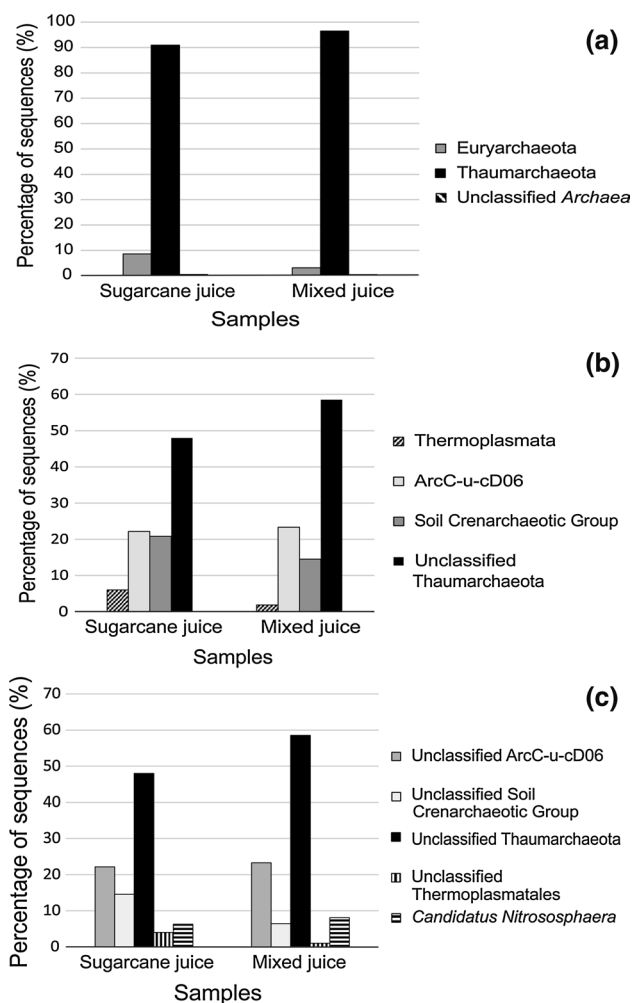 (a)
Percentage of sequences (%)
100
90
80
70
60
50
40
30
20
10
0
Sugarcane juice Mixed juice
Samples
Euryarchaeota
Thaumarchaeota
Unclassified Archaea
(b)
Percentage of sequences (%)
70
60
50
40
30
20
10
0
Sugarcane juice Mixed juice
Samples
Thermoplasmata
ArcC-u-cD06
Soil Crenarchaeotic Group
Unclassified
Thaumarchaeota
(c)
Percentage of sequences (%)
70
60
50
40
30
20
10
0
Sugarcane juice Mixed juice
Samples
Unclassified ArcC-u-cD06
Unclassified Soil
Crenarchaeotic Group
Unclassified Thaumarchaeota
Unclassified
Thermoplasmatales
Candidatus Nitrososphaera